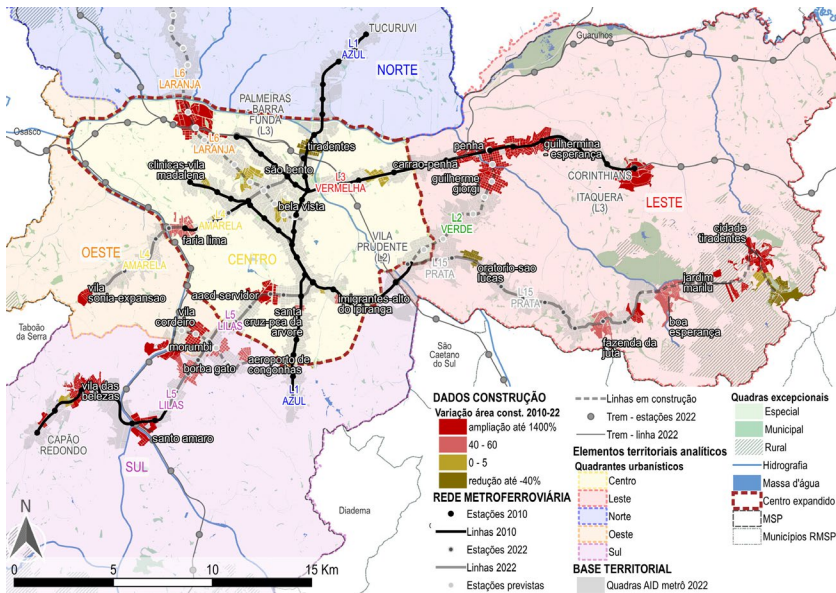 TUCURUVI
L1
AZUL
NORTE
Guarulhos
L6
LARANJA
PALMEIRAS
BARRA
FUNDA
(L3)
Osasco
L6
LARANJA
tiradentes
clinicas-vila
madalena
são bento
L3
VERMELHA
carrao-penha
penha
guilhermina
- esperança
guilherme
giorgi
CORINTHIANS
-
ITAQUERA
(L3)
LESTE
bela vista
L4
AMARELA
faria lima
VILA
PRUDENTE
(L2)
L2
VERDE
OESTE
L4
AMARELA
CENTRO
cidade
tiradentes
L15
PRATA
oratorio-sao
lucas
L15
PRATA
jardim
marilu
vila
sonia-expansao
aacd-servidor
imigrantes-alto
do ipiranga
vila
cordeiro
L5
LILAS
santa
cruz-pca da
arvore
boa
esperança
Taboão
da Serra
morumbi
São
Caetano
do Sul
fazenda da
juta
borba gato
aeroporto de
congonhas
vila das
belezas
L5
LILAS
L1
AZUL
CAPÃO
REDONDO
santo amaro
SUL
Diadema
N
0 5 10 15 Km
DADOS CONSTRUÇÃO
Variação área const. 2010-22
ampliação até 1400%
40 - 60
0 - 5
redução até -40%
REDE METROFERROVIÁRIA
Estações 2010
Linhas 2010
Estações 2022
Linhas 2022
Estações previstas
Linhas em construção
Trem - estações 2022
Trem - linha 2022
Elementos territoriais analíticos
Quadrantes urbanísticos
Centro
Leste
Norte
Oeste
Sul
BASE TERRITORIAL
Quadras AID metrô 2022
Quadras excepcionais
Especial
Municipal
Rural
Hidrografia
Massa d'água
Centro expandido
MSP
Municípios RMSP